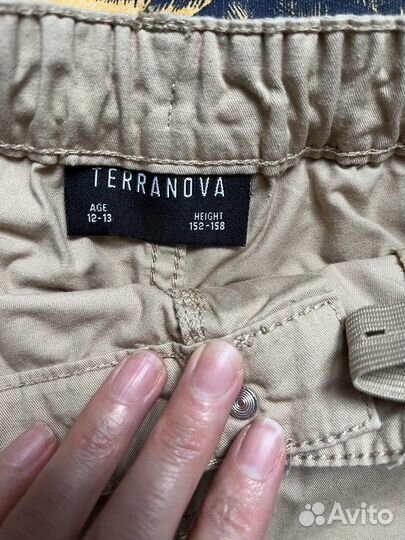 TERRANOVA
AGE HEIGHT
12-13 152-158
Avito